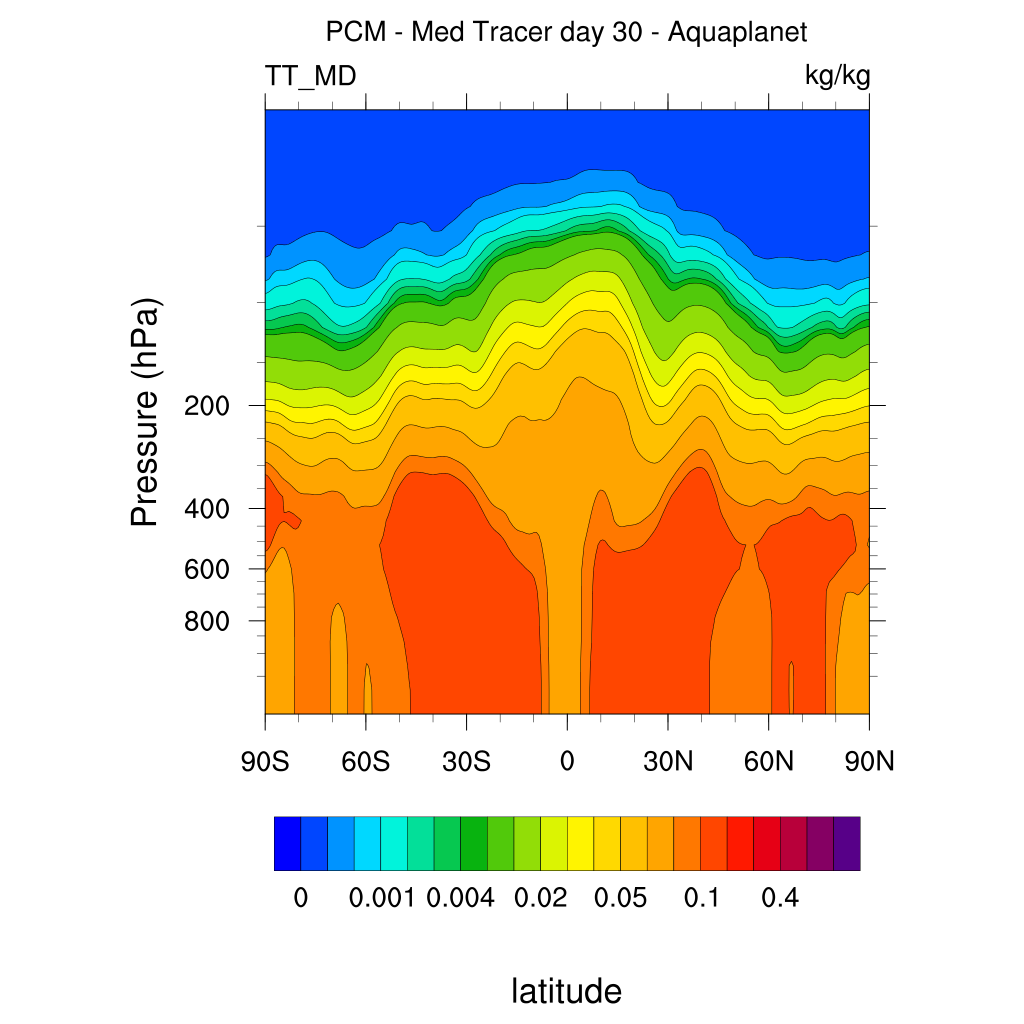 PCM - Med Tracer day 30 - Aquaplanet
TT_MD kg/kg
Pressure (hPa)
200
400
600
800
90S 60S 30S 0 30N 60N 90N
0 0.001 0.004 0.02 0.05 0.1 0.4
latitude